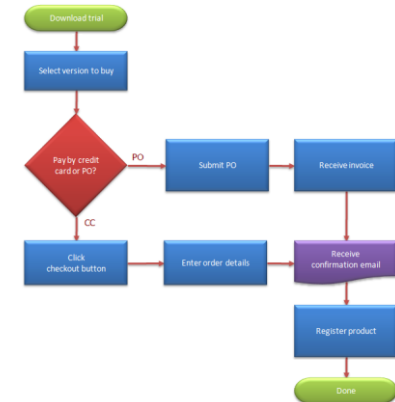 Download trial
Select version to buy
Pay by credit
card or PO?
PO
Submit PO
Receive invoice
CC
Click
checkout button
Enter order details
Receive
confirmation email
Register product
Done